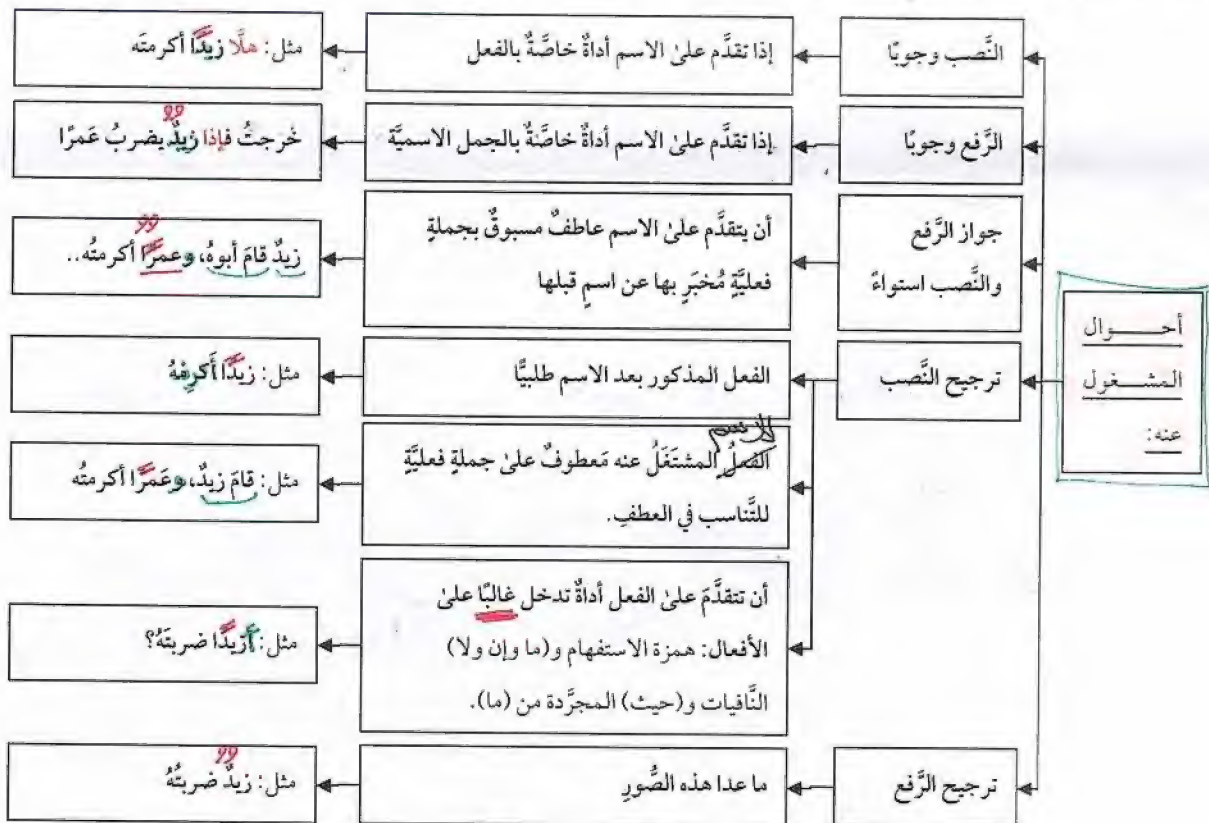 أحـــوال
المشـــغول
عنه:
النَّصب وجوبًا
إذا تقدَّم علىٰ الاسم أداةٌ خاصَّةٌ بالفعل
مثل: هلَّا زيدًا أكرمتَه
الرَّفع وجوبًا
إذا تقدَّم علىٰ الاسم أداةٌ خاصَّةٌ بالجمل الاسميَّة
خَرجتُ فإذا زيدٌ يضربُ عَمرًا
جواز الرَّفع
والنَّصب استواءً
أن يتقدَّم علىٰ الاسم عاطفٌ مسبوقٌ بجملةٍ
فعليَّةٍ مُخبَرٍ بها عن اسمٍ قبلها
زيدٌ قامَ أبوهُ، وعمرًا أكرمتُه..
ترجيح النَّصب
الفعل المذكور بعد الاسم طلبيًّا
مثل: زيدًا أكرِمْهُ
الاسم
الفعلُ المشتَغَلُ عنه مَعطوفٌ علىٰ جملةٍ فعليَّةٍ
للتَّناسب في العطفِ.
مثل: قامَ زيدٌ، وعَمرًا أكرمتُه
أن تتقدَّمَ علىٰ الفعل أداةٌ تدخل غالبًا علىٰ
الأفعال: همزة الاستفهام و(ما وإن ولا)
النَّافيات و(حيث) المجرَّدة من (ما).
مثل: أزيدًا ضربتَهُ؟
ترجيح الرَّفع
ما عدا هذه الصُّورِ
مثل: زيدٌ ضربتُهُ